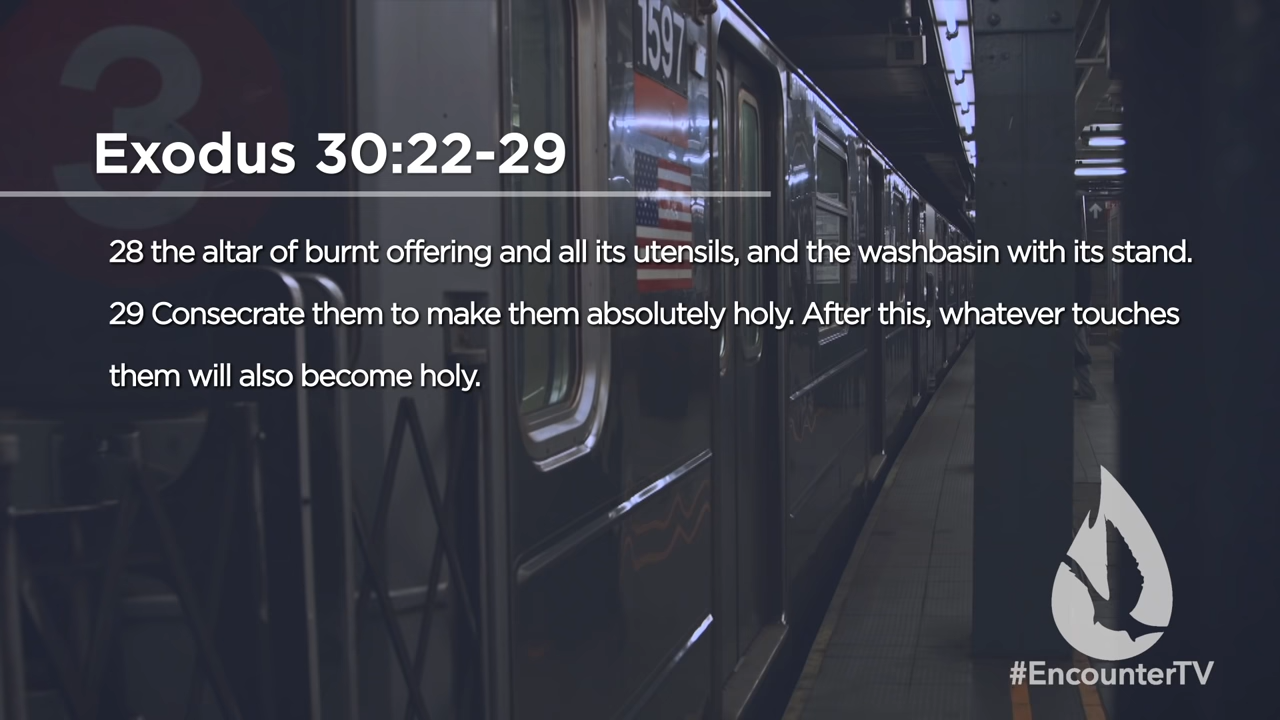 3
1597
Exodus 30:22-29
28 the altar of burnt offering and all its utensils, and the washbasin with its stand.
29 Consecrate them to make them absolutely holy. After this, whatever touches
them will also become holy.
#EncounterTV